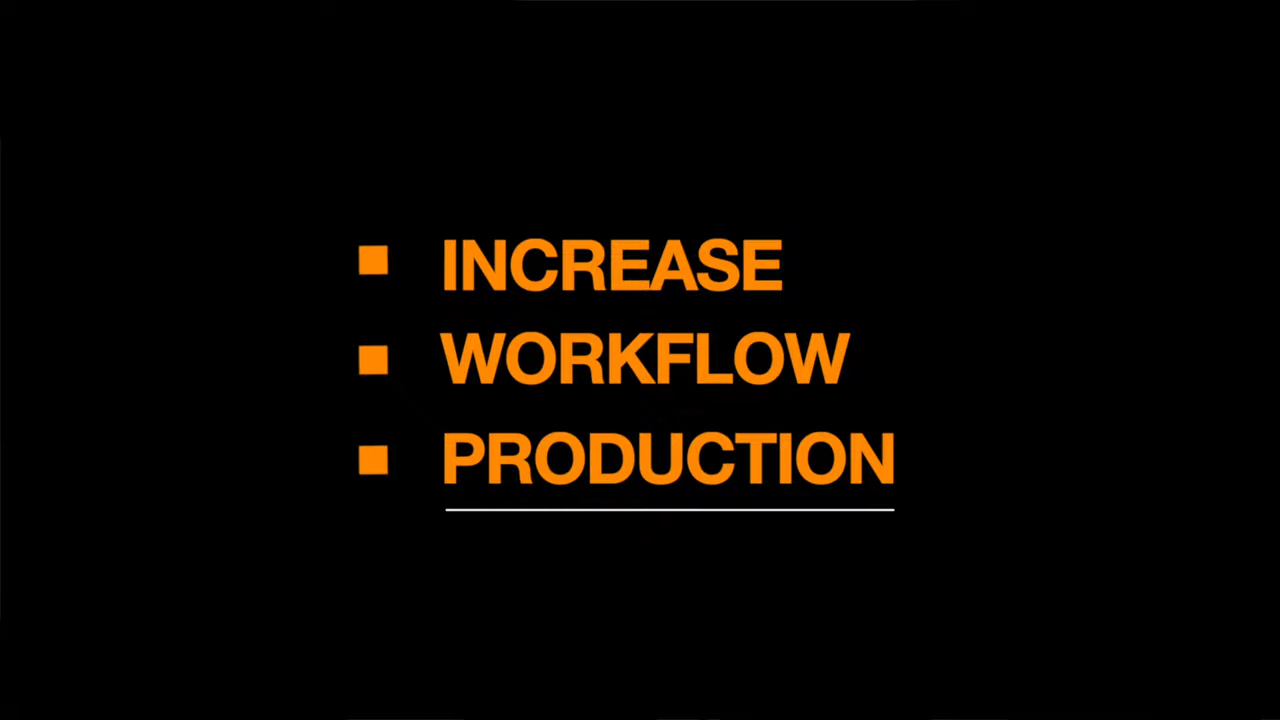 ■ INCREASE
■ WORKFLOW
■ PRODUCTION